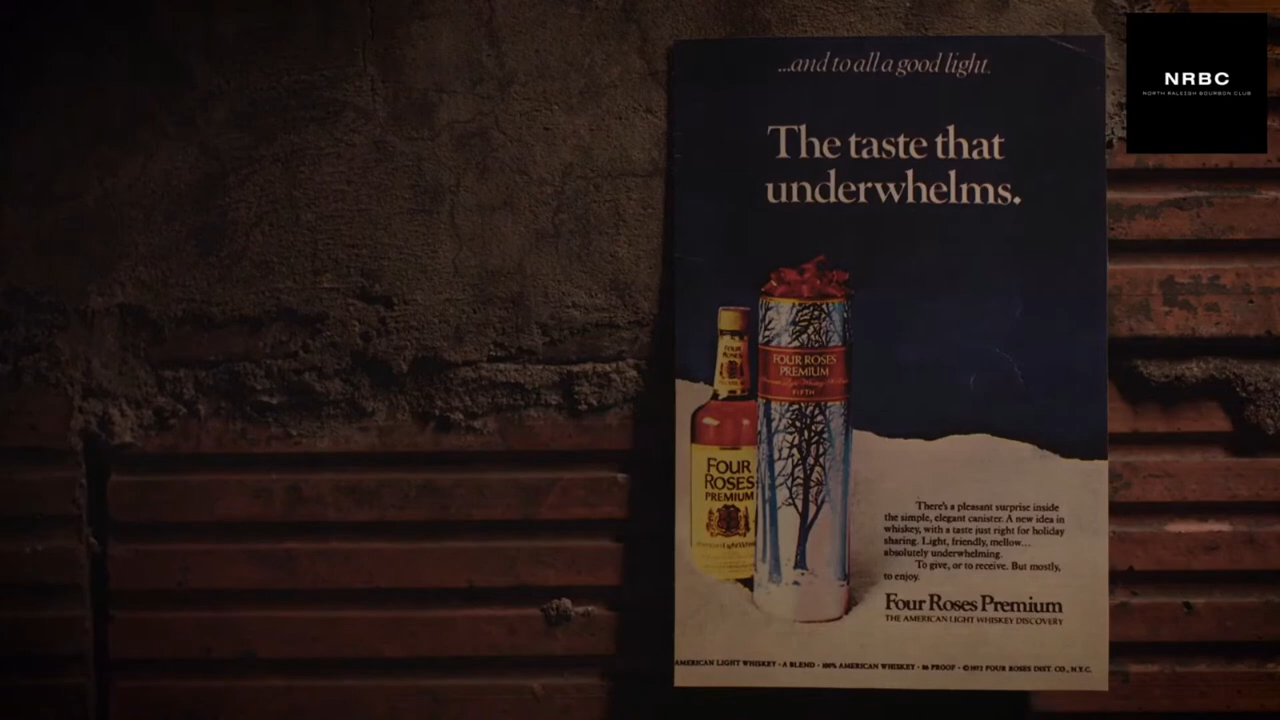 ...and to all a good light.
The taste that
underwhelms.
NRBC
NORTH RALEIGH BOURBON CLUB
FOUR
ROSES
FOUR ROSES
PREMIUM
FIFTH
FOUR
ROSES
PREMIUM
There's a pleasant surprise inside
the simple, elegant canister. A new idea in
whiskey, with a taste just right for holiday
sharing. Light, friendly, mellow...
absolutely underwhelming.
To give, or to receive. But mostly,
to enjoy.
Four Roses Premium
THE AMERICAN LIGHT WHISKEY DISCOVERY
AMERICAN LIGHT WHISKEY • A BLEND • 100% AMERICAN WHISKEY • 86 PROOF • ©1972 FOUR ROSES DIST. CO., N.Y.C.